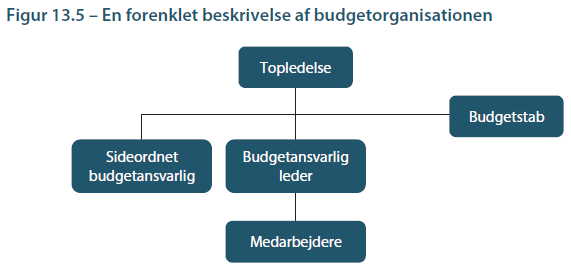 Figur 13.5 – En forenklet beskrivelse af budgetorganisationen
Topledelse
Budgetstab
Sideordnet
budgetansvarlig
Budgetansvarlig
leder
Medarbejdere